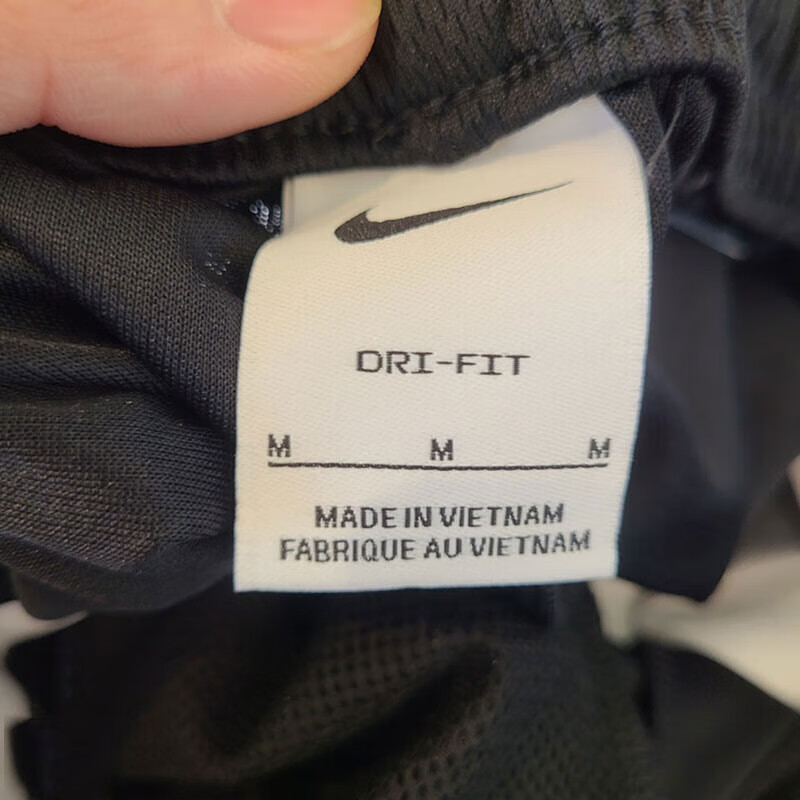 DRI-FIT
M M M
MADE IN VIETNAM
FABRIQUE AU VIETNAM